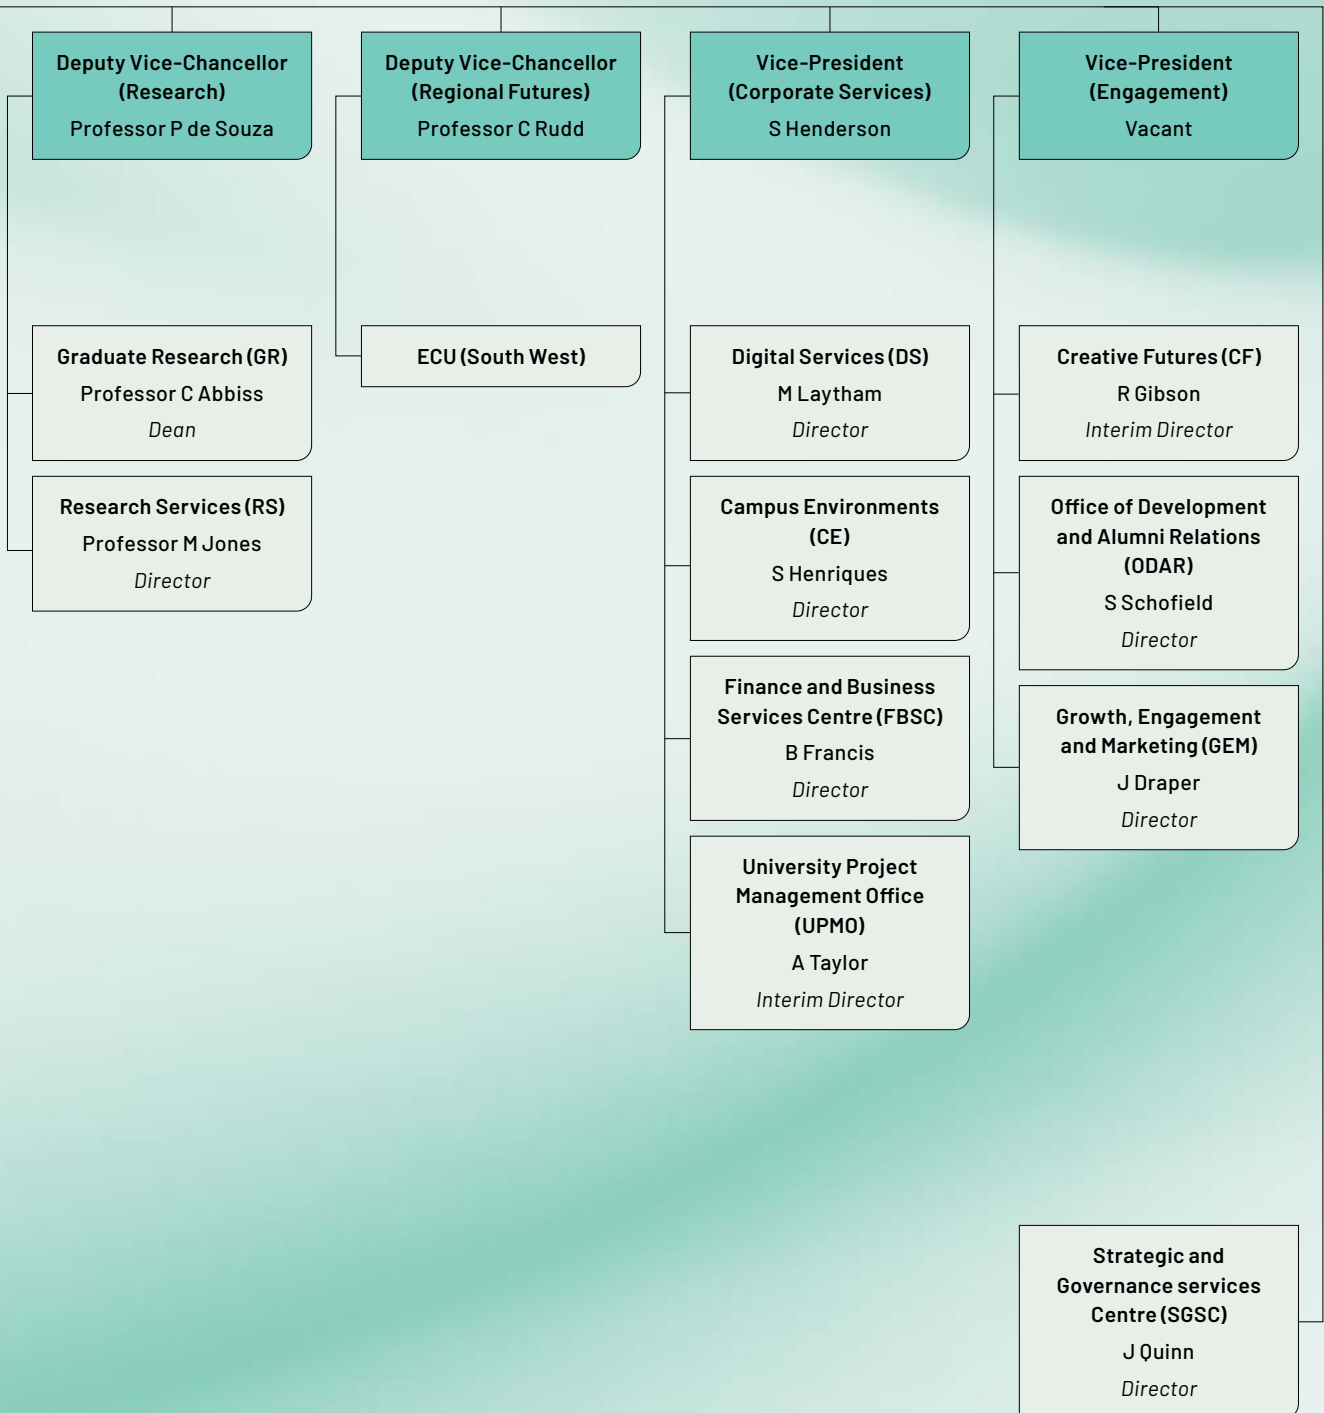 Deputy Vice-Chancellor
(Research)
Professor P de Souza
Graduate Research (GR)
Professor C Abbiss
Dean
Research Services (RS)
Professor M Jones
Director
Deputy Vice-Chancellor
(Regional Futures)
Professor C Rudd
ECU (South West)
Vice-President
(Corporate Services)
S Henderson
Digital Services (DS)
M Laytham
Director
Campus Environments
(CE)
S Henriques
Director
Finance and Business
Services Centre (FBSC)
B Francis
Director
University Project
Management Office
(UPMO)
A Taylor
Interim Director
Vice-President
(Engagement)
Vacant
Creative Futures (CF)
R Gibson
Interim Director
Office of Development
and Alumni Relations
(ODAR)
S Schofield
Director
Growth, Engagement
and Marketing (GEM)
J Draper
Director
Strategic and
Governance services
Centre (SGSC)
J Quinn
Director